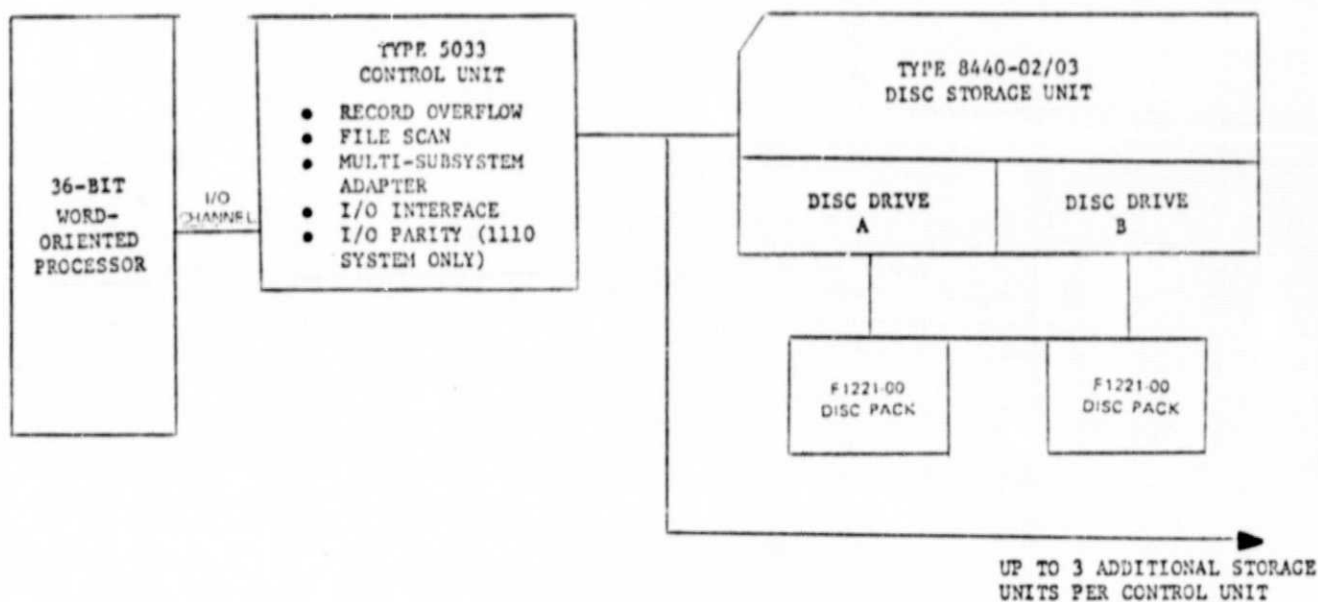 36-BIT
WORD-
ORIENTED
PROCESSOR
I/O
CHANNEL
TYPE 5033
CONTROL UNIT
● RECORD OVERFLOW
● FILE SCAN
● MULTI-SUBSYSTEM
ADAPTER
● I/O INTERFACE
● I/O PARITY (1110
SYSTEM ONLY)
TYPE 8440-02/03
DISC STORAGE UNIT
DISC DRIVE
A
DISC DRIVE
B
F1221-00
DISC PACK
F1221-00
DISC PACK
UP TO 3 ADDITIONAL STORAGE
UNITS PER CONTROL UNIT